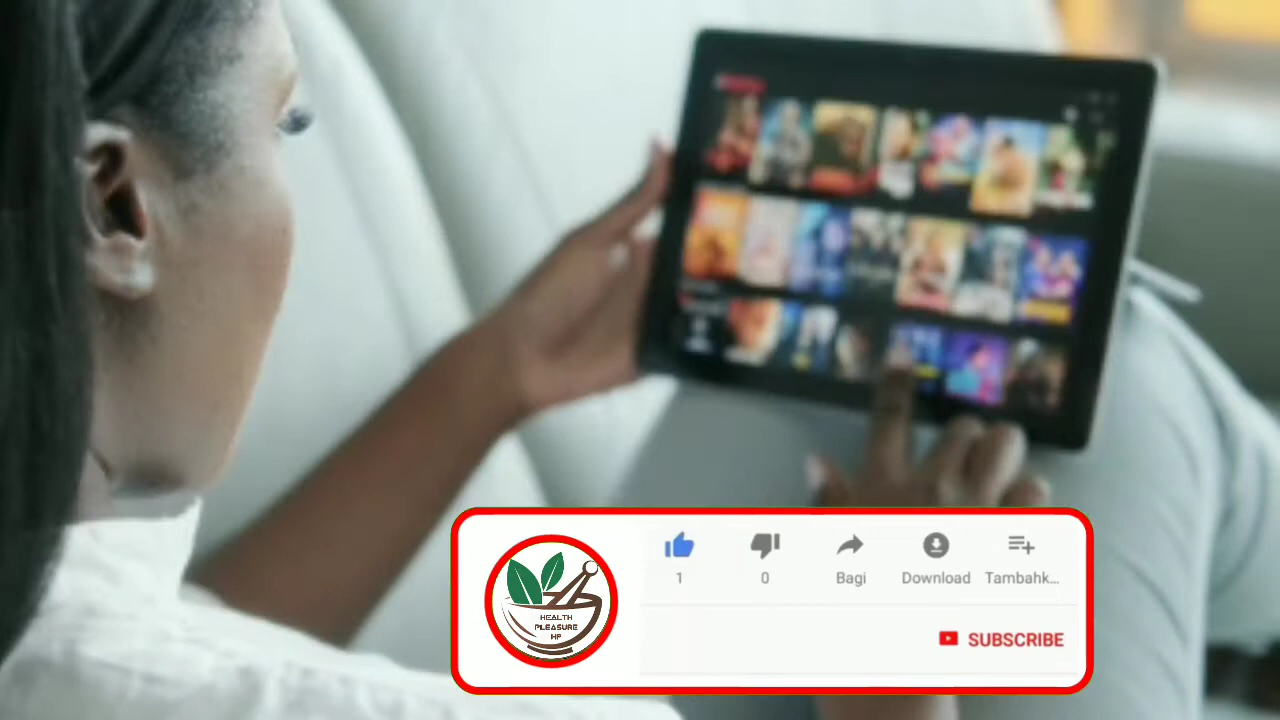 HEALTH
PLEASURE
HP
1
0
Bagi
Download
Tambahk...
SUBSCRIBE